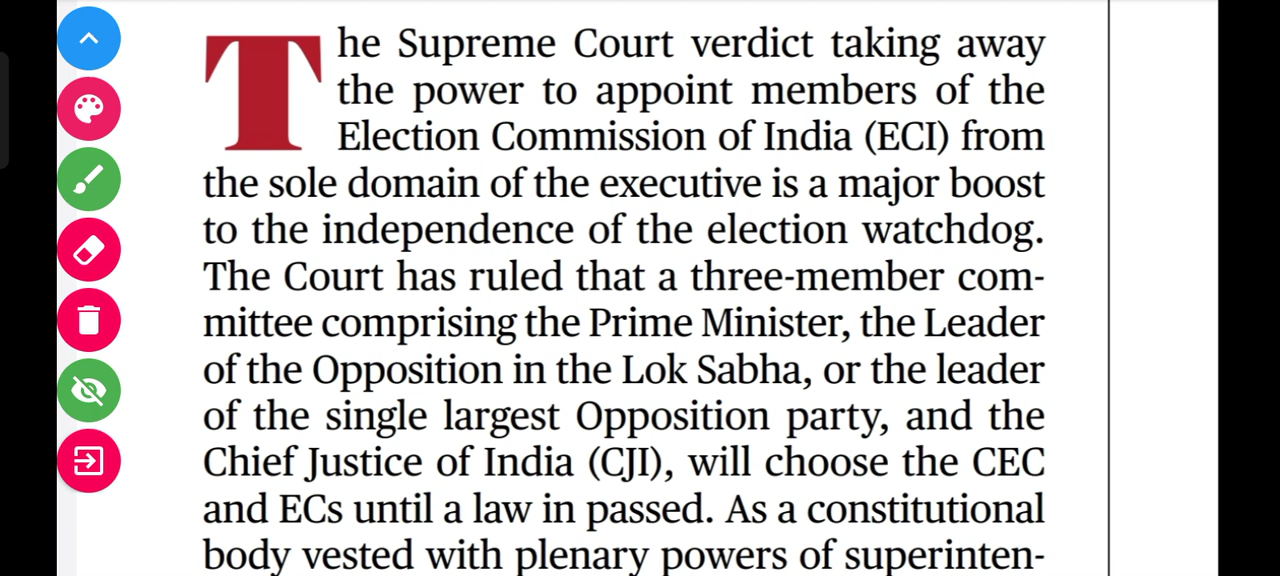 The Supreme Court verdict taking away
the power to appoint members of the
Election Commission of India (ECI) from
the sole domain of the executive is a major boost
to the independence of the election watchdog.
The Court has ruled that a three-member com-
mittee comprising the Prime Minister, the Leader
of the Opposition in the Lok Sabha, or the leader
of the single largest Opposition party, and the
Chief Justice of India (CJI), will choose the CEC
and ECs until a law in passed. As a constitutional
body vested with plenary powers of superinten-